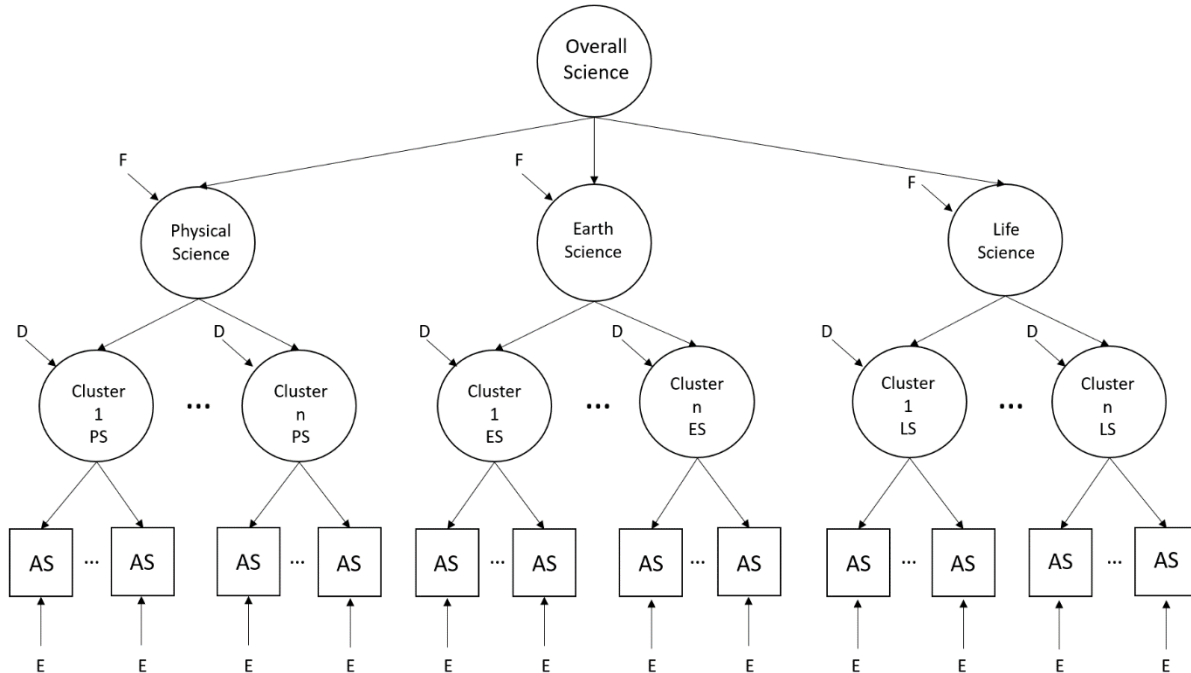 Overall
Science
F
F
F
Physical
Science
Earth
Science
Life
Science
D
D
D
D
D
D
Cluster
1
PS
...
Cluster
n
PS
Cluster
1
ES
...
Cluster
n
ES
Cluster
1
LS
...
Cluster
n
LS
AS ... AS AS ... AS AS ... AS AS ... AS AS ... AS AS ... AS
E E E E E E E E E E E E